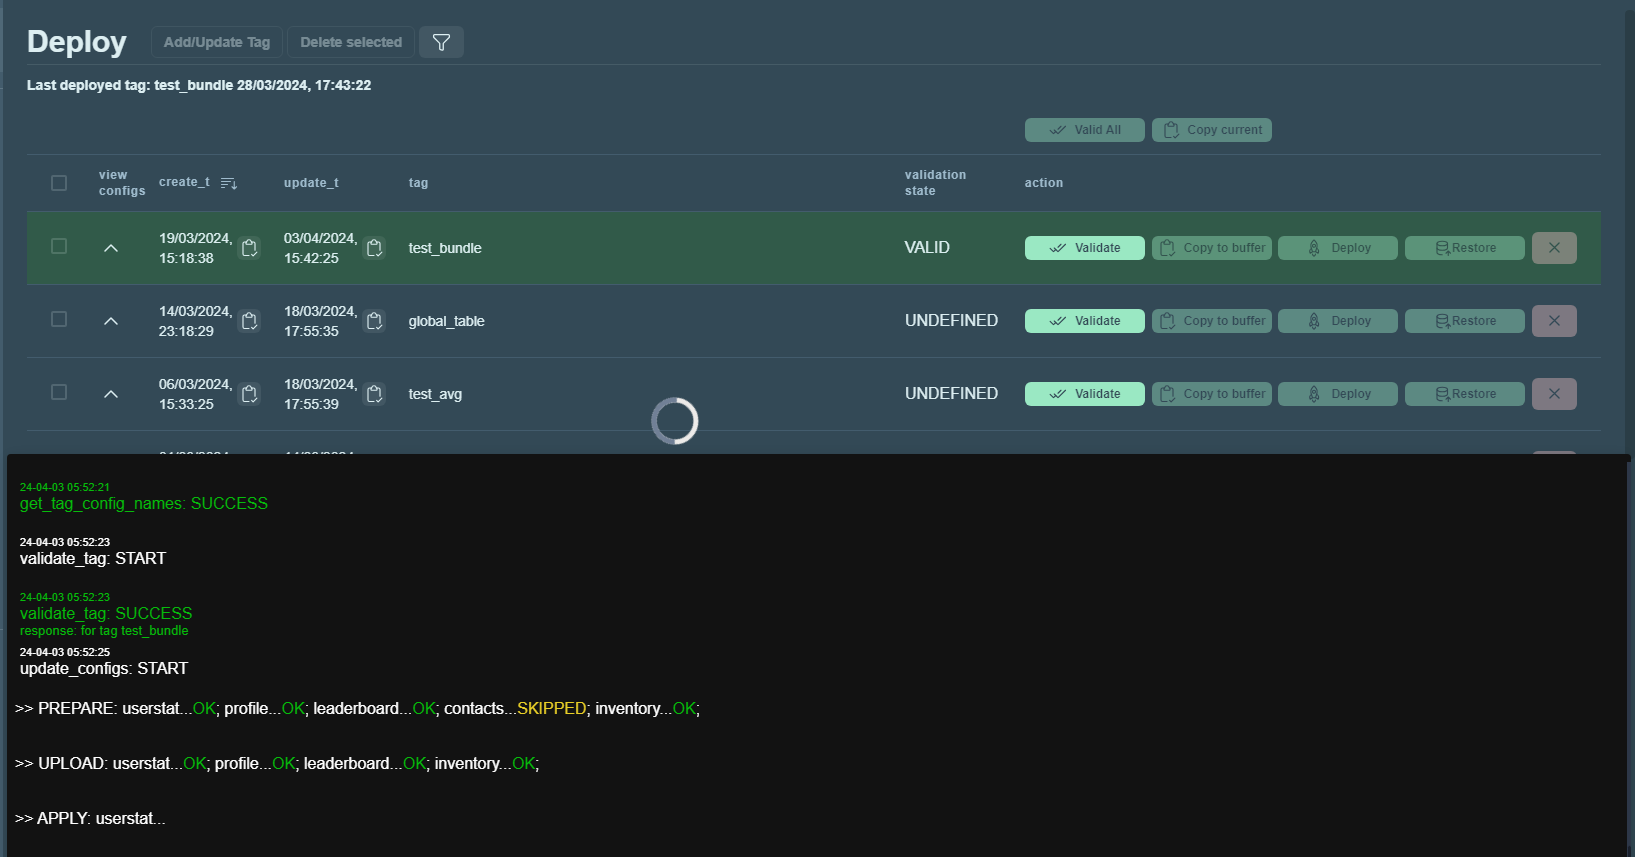 Deploy
Add/Update Tag
Delete selected
Last deployed tag: test_bundle 28/03/2024, 17:43:22
Valid All
Copy current
view configs
create_t
update_t
tag
validation state
action
19/03/2024, 15:18:38
03/04/2024, 15:42:25
test_bundle
VALID
Validate
Copy to buffer
Deploy
Restore
14/03/2024, 23:18:29
18/03/2024, 17:55:35
global_table
UNDEFINED
Validate
Copy to buffer
Deploy
Restore
06/03/2024, 15:33:25
18/03/2024, 17:55:39
test_avg
UNDEFINED
Validate
Copy to buffer
Deploy
Restore
24-04-03 05:52:21
get_tag_config_names: SUCCESS
24-04-03 05:52:23
validate_tag: START
24-04-03 05:52:23
validate_tag: SUCCESS
response: for tag test_bundle
24-04-03 05:52:25
update_configs: START
>> PREPARE: userstat...OK; profile...OK; leaderboard...OK; contacts...SKIPPED; inventory...OK;
>> UPLOAD: userstat...OK; profile...OK; leaderboard...OK; inventory...OK;
>> APPLY: userstat...